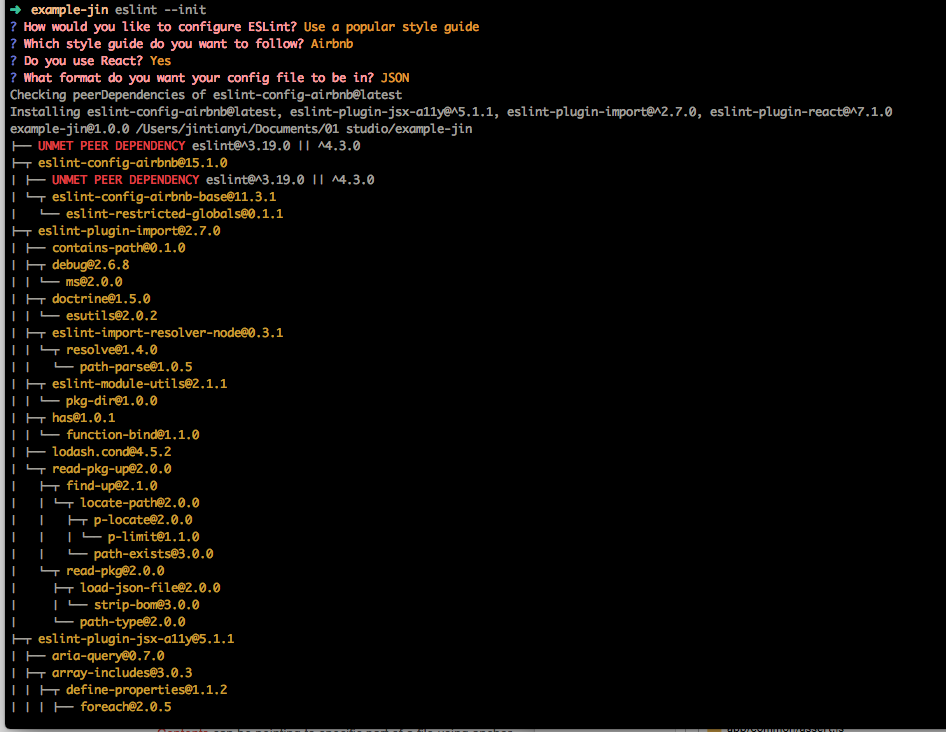 ➜ example-jin eslint --init
? How would you like to configure ESLint? Use a popular style guide
? Which style guide do you want to follow? Airbnb
? Do you use React? Yes
? What format do you want your config file to be in? JSON
Checking peerDependencies of eslint-config-airbnb@latest
Installing eslint-config-airbnb@latest, eslint-plugin-jsx-a11y@^5.1.1, eslint-plugin-import@^2.7.0, eslint-plugin-react@^7.1.0
example-jin@1.0.0 /Users/jintianyi/Documents/01 studio/example-jin
├── UNMET PEER DEPENDENCY eslint@^3.19.0 || ^4.3.0
├─┬ eslint-config-airbnb@15.1.0
│ ├── UNMET PEER DEPENDENCY eslint@^3.19.0 || ^4.3.0
│ └─┬ eslint-config-airbnb-base@11.3.1
│   └── eslint-restricted-globals@0.1.1
├─┬ eslint-plugin-import@2.7.0
│ ├── contains-path@0.1.0
│ ├─┬ debug@2.6.8
│ │ └── ms@2.0.0
│ ├─┬ doctrine@1.5.0
│ │ └── esutils@2.0.2
│ ├─┬ eslint-import-resolver-node@0.3.1
│ │ └─┬ resolve@1.4.0
│ │   └── path-parse@1.0.5
│ ├─┬ eslint-module-utils@2.1.1
│ │ └── pkg-dir@1.0.0
│ ├─┬ has@1.0.1
│ │ └── function-bind@1.1.0
│ ├── lodash.cond@4.5.2
│ └─┬ read-pkg-up@2.0.0
│   ├─┬ find-up@2.1.0
│   │ └─┬ locate-path@2.0.0
│   │   ├─┬ p-locate@2.0.0
│   │   │ └── p-limit@1.1.0
│   │   └── path-exists@3.0.0
│   └─┬ read-pkg@2.0.0
│     ├─┬ load-json-file@2.0.0
│     │ └── strip-bom@3.0.0
│     └── path-type@2.0.0
├─┬ eslint-plugin-jsx-a11y@5.1.1
│ ├── aria-query@0.7.0
│ ├─┬ array-includes@3.0.3
│ │ ├─┬ define-properties@1.1.2
│ │ │ ├── foreach@2.0.5